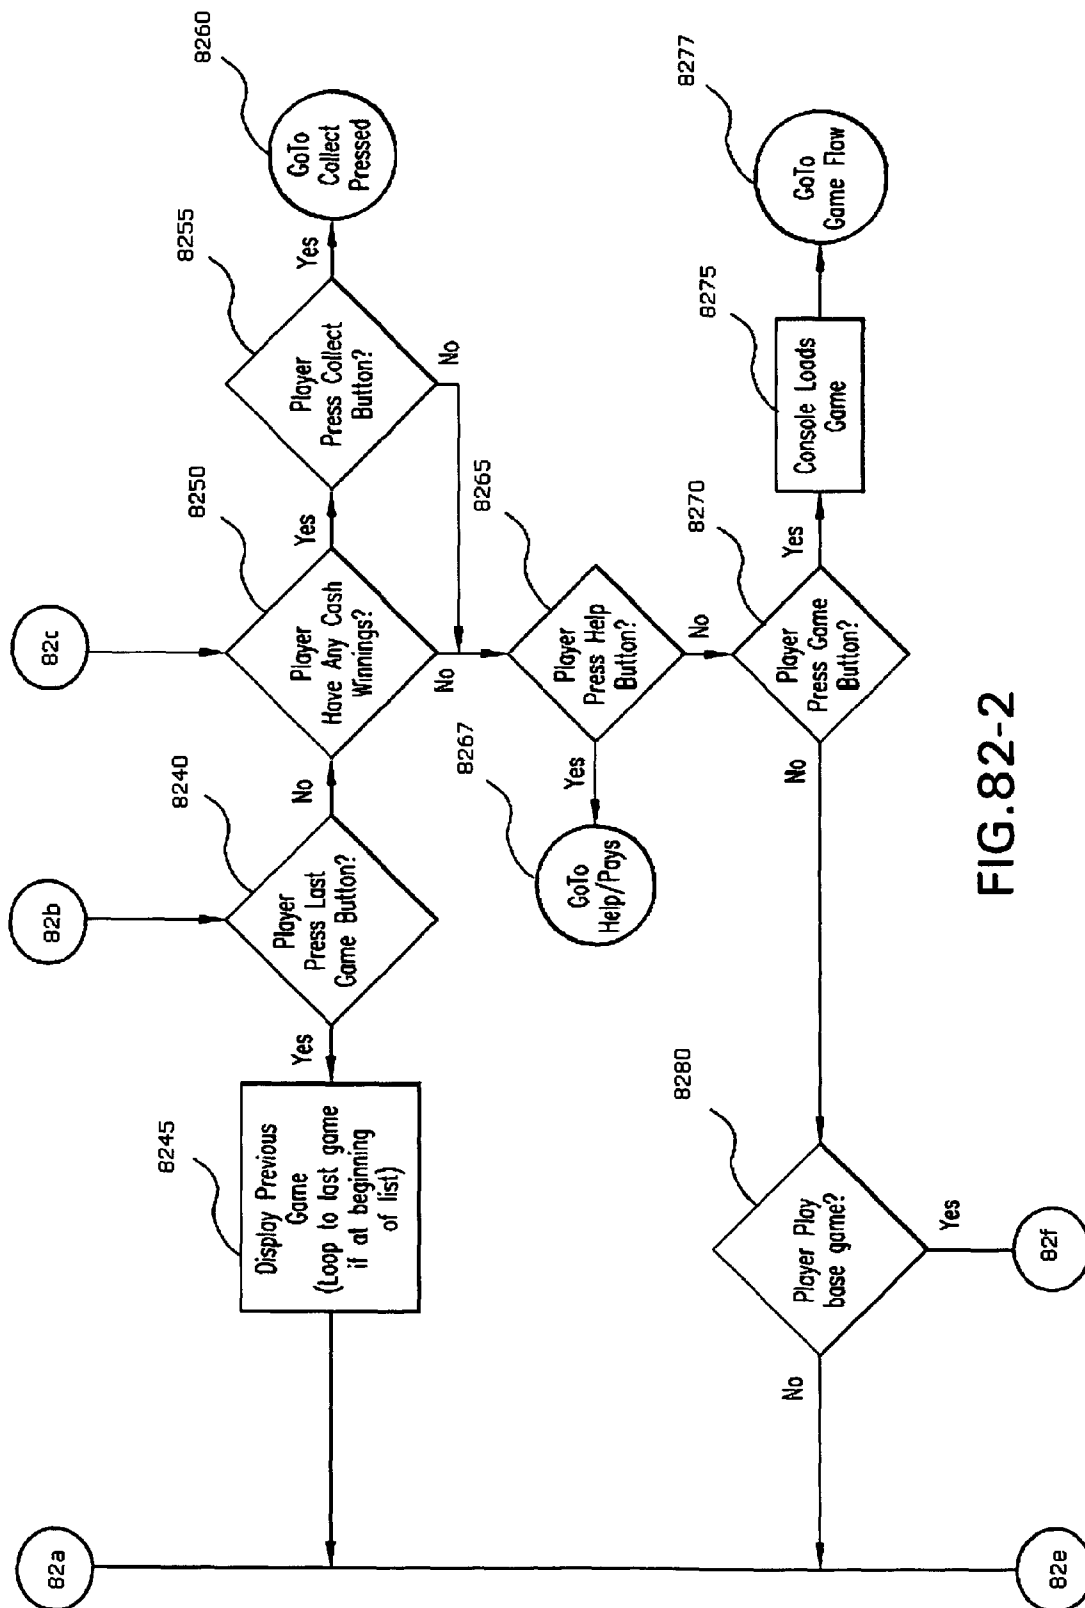 82a
82b
82c
8245
Display Previous
Game
(Loop to last game
if at beginning
of list)
Yes
8240
Player
Press Last
Game Button?
No
8250
Player
Have Any Cash
Winnings?
Yes
8255
Player
Press Collect
Button?
Yes
8260
GoTo
Collect
Pressed
No
No
8267
GoTo
Help/Pays
Yes
8265
Player
Press Help
Button?
No
8280
Player Play
base game?
No
Yes
No
8270
Player
Press Game
Button?
Yes
8275
Console Loads
Game
8277
GoTo
Game Flow
82e
82f
FIG.82-2